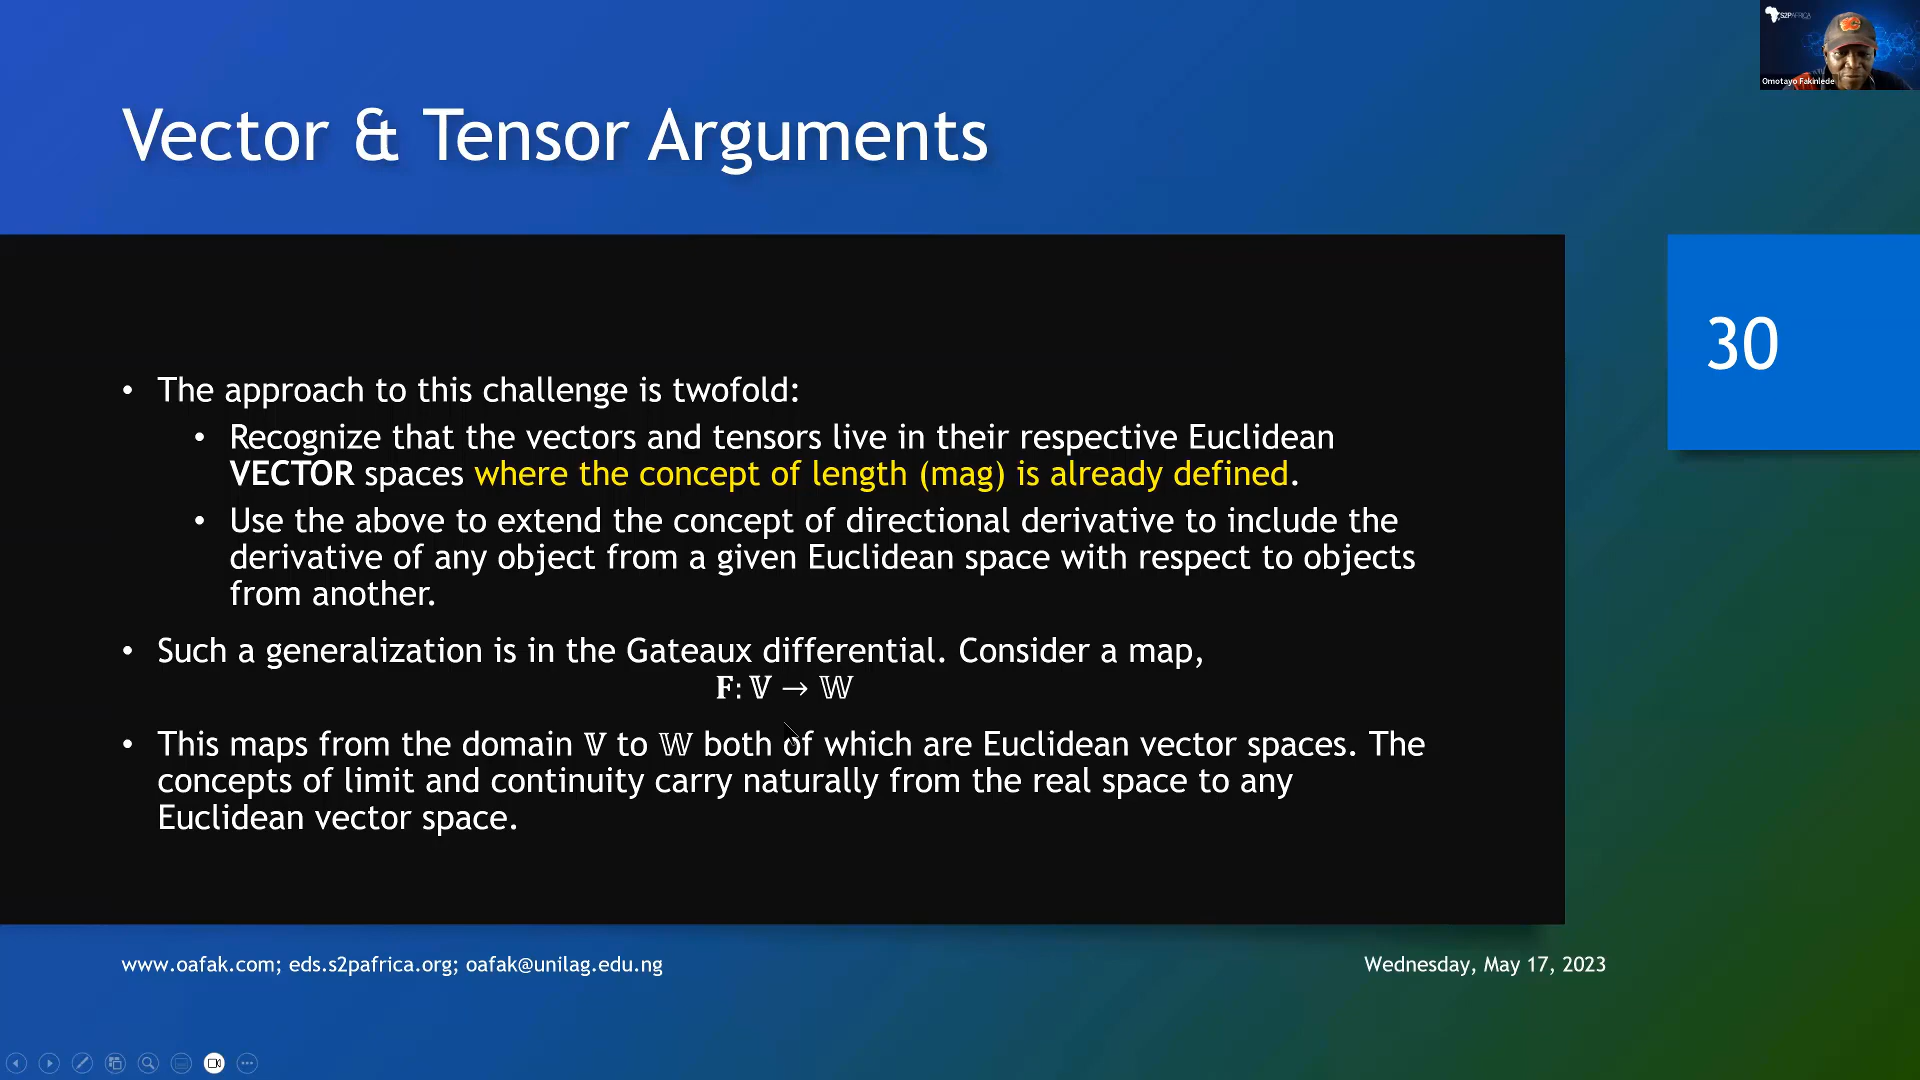 S2PAFRICA
Omotayo Fakinlede
Vector & Tensor Arguments
30
• The approach to this challenge is twofold:
• Recognize that the vectors and tensors live in their respective Euclidean
VECTOR spaces where the concept of length (mag) is already defined.
• Use the above to extend the concept of directional derivative to include the
derivative of any object from a given Euclidean space with respect to objects
from another.
• Such a generalization is in the Gateaux differential. Consider a map,
𝐅: 𝕍 → 𝕎
• This maps from the domain 𝕍 to 𝕎 both of which are Euclidean vector spaces. The
concepts of limit and continuity carry naturally from the real space to any
Euclidean vector space.
www.oafak.com; eds.s2pafrica.org; oafak@unilag.edu.ng
Wednesday, May 17, 2023